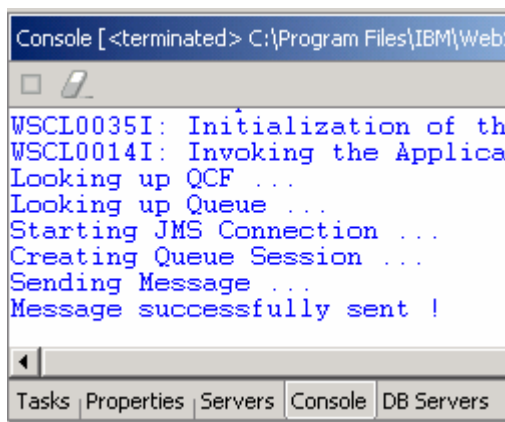 Console [<terminated> C:\Program Files\IBM\Web
WSCL0035I: Initialization of th
WSCL0014I: Invoking the Applica
Looking up QCF ...
Looking up Queue ...
Starting JMS Connection ...
Creating Queue Session ...
Sending Message ...
Message successfully sent !
Tasks Properties Servers Console DB Servers